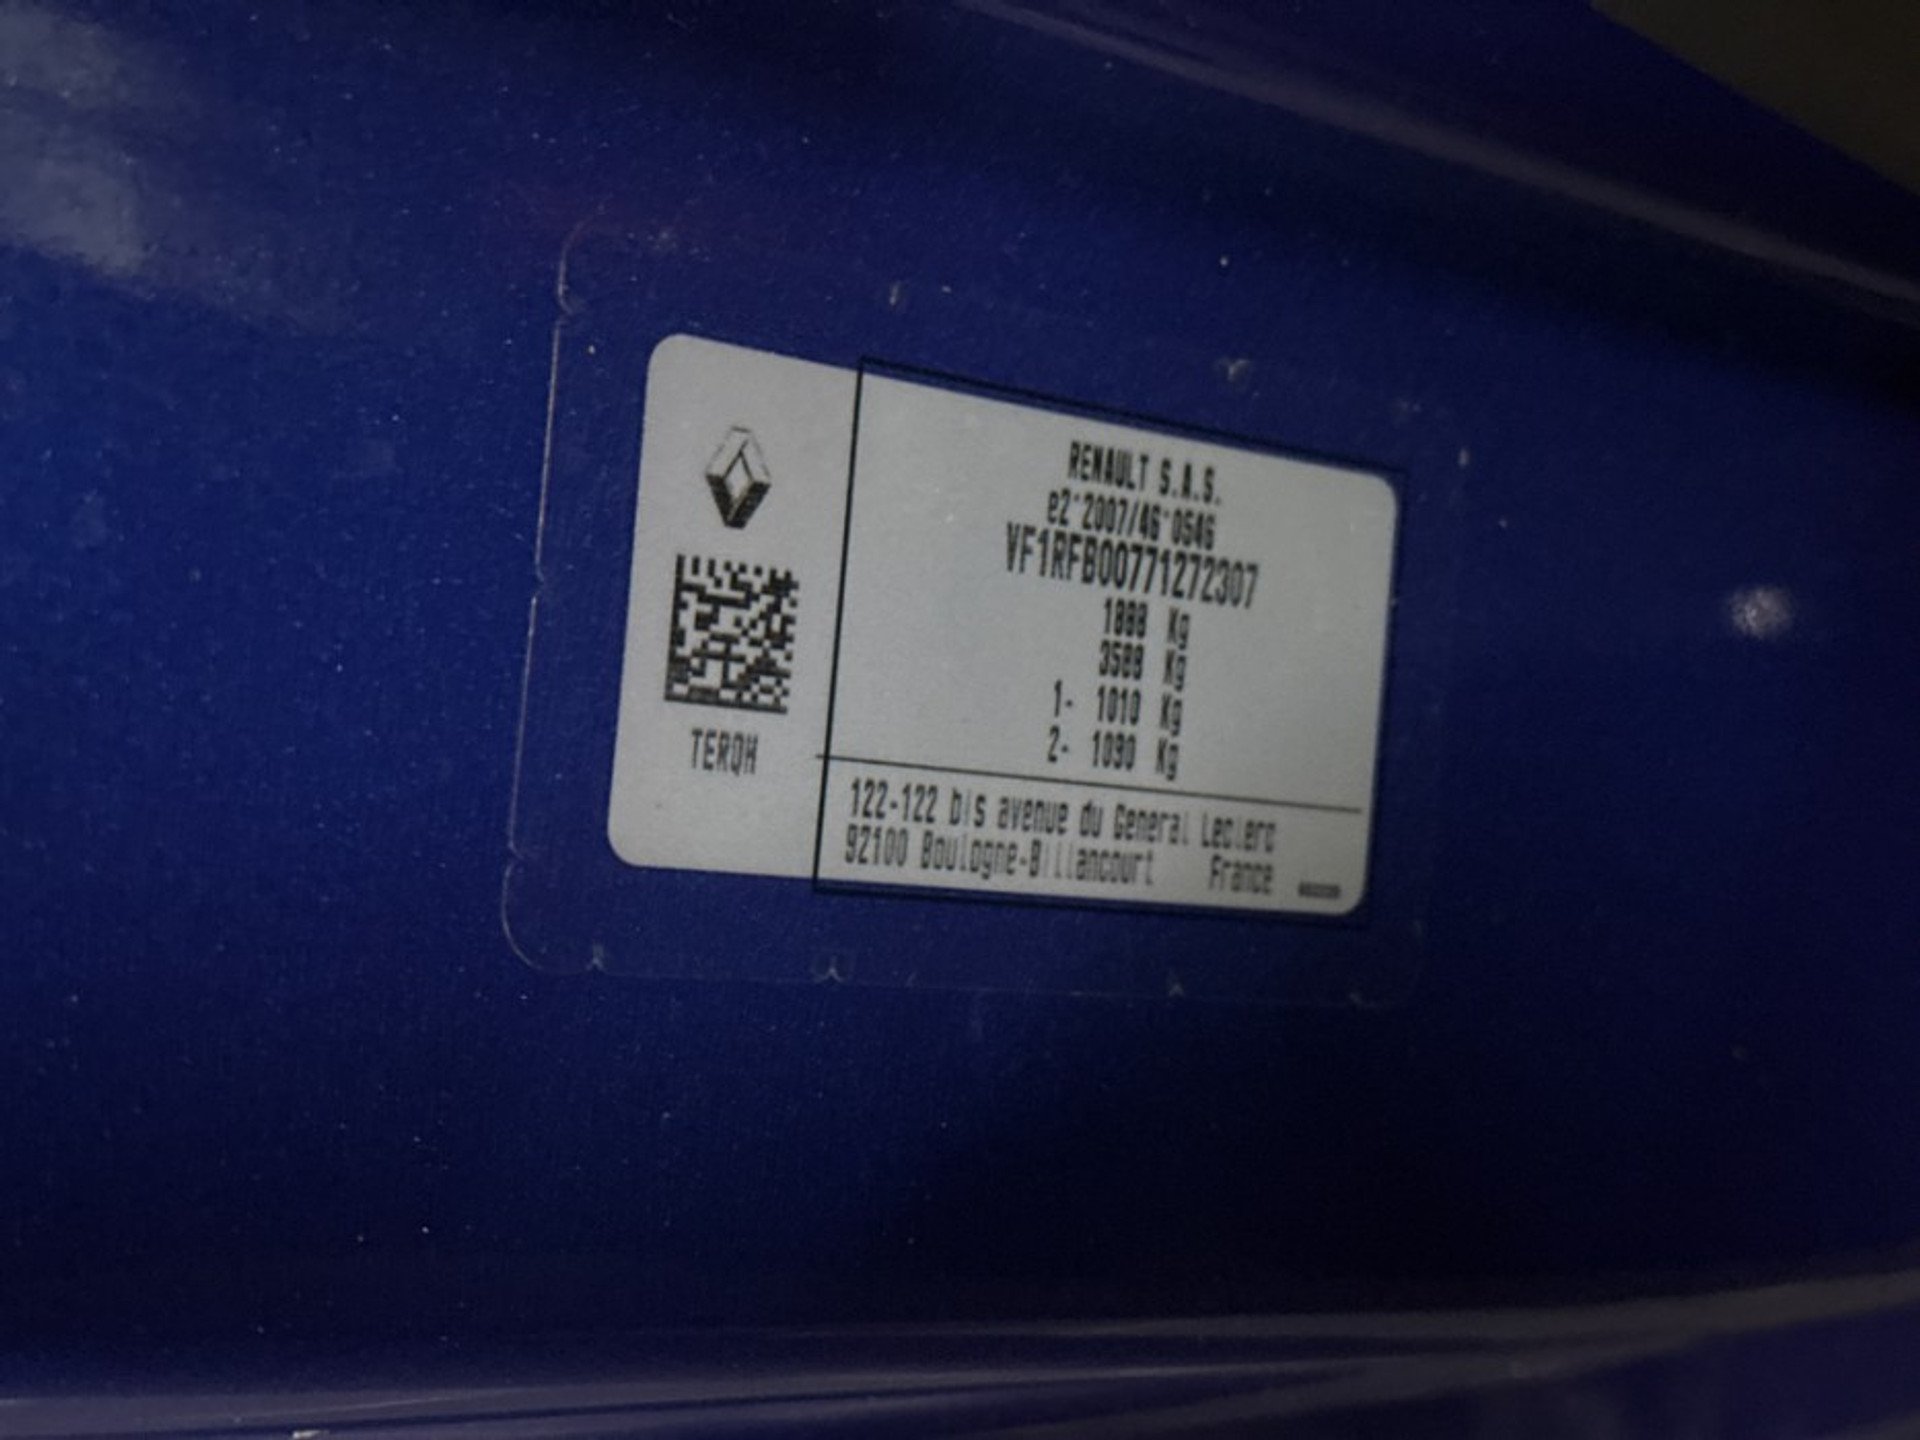 RENAULT S.A.S.
e2*2007/46*0546
VF1RFB00771272307
1888 Kg
3588 Kg
1- 1010 Kg
2- 1090 Kg
TERQH
122-122 bis avenue du General Leclerc
92100 Boulogne-Billancourt France